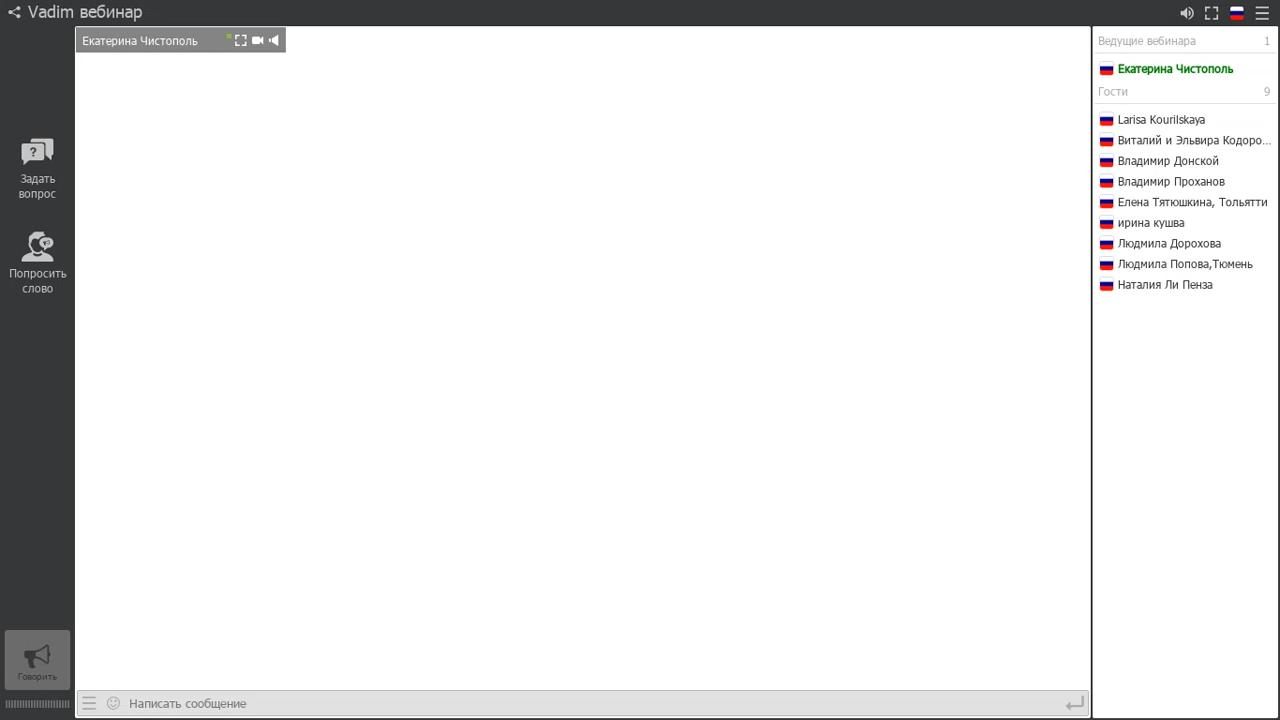 Vadim вебинар
Екатерина Чистополь
Ведущие вебинара 1
Екатерина Чистополь
Гости 9
Larisa Kourilskaya
Виталий и Эльвира Кодоро...
Владимир Донской
Владимир Проханов
Елена Тятюшкина, Тольятти
ирина кушва
Людмила Дорохова
Людмила Попова,Тюмень
Наталия Ли Пенза
?
Задать
вопрос
Попросить
слово
Говорить
Написать сообщение